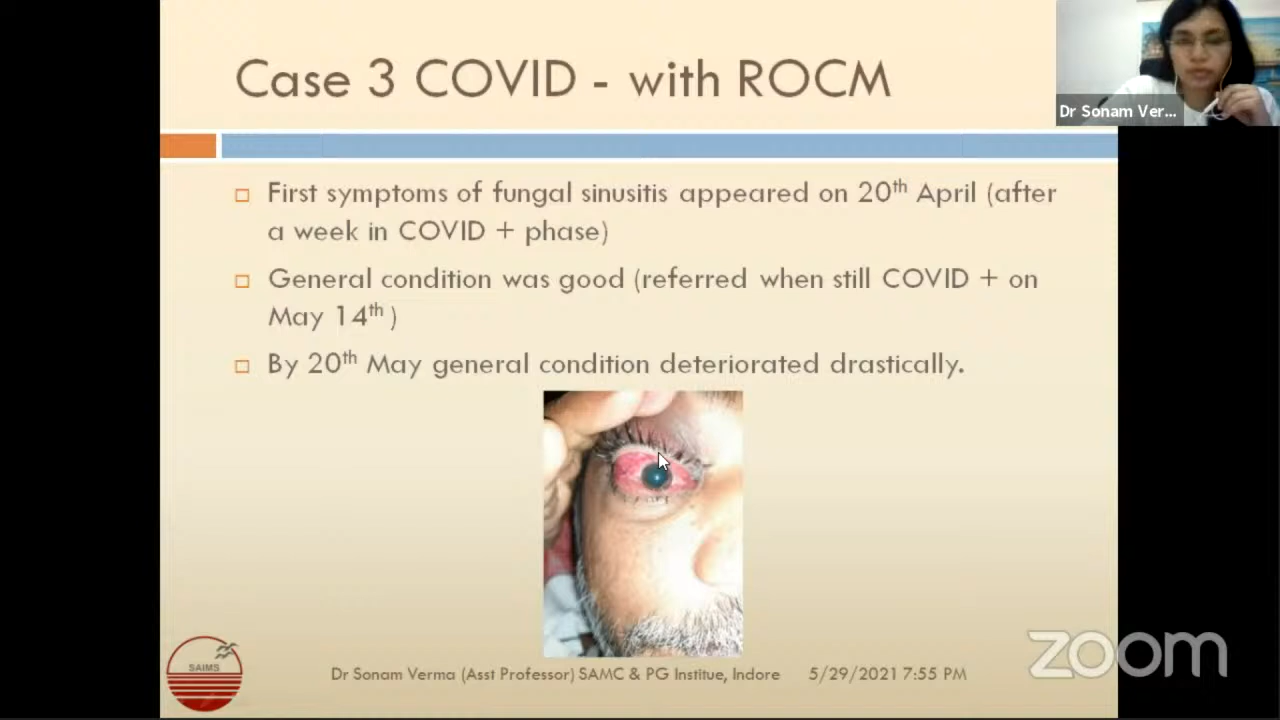 Case 3 COVID - with ROCM
Dr Sonam Ver...
First symptoms of fungal sinusitis appeared on 20th April (after
a week in COVID + phase)
General condition was good (referred when still COVID + on
May 14th )
By 20th May general condition deteriorated drastically.
SAIMS
Dr Sonam Verma (Asst Professor) SAMC & PG Institue, Indore 5/29/2021 7:55 PM
zoom